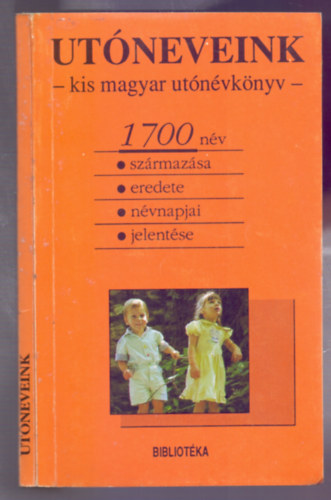 UTÓNEVEINK
– kis magyar utónévkönyv –
1700 név
● származása
● eredete
● névnapjai
● jelentése
BIBLIOTÉKA
UTÓNEVEINK